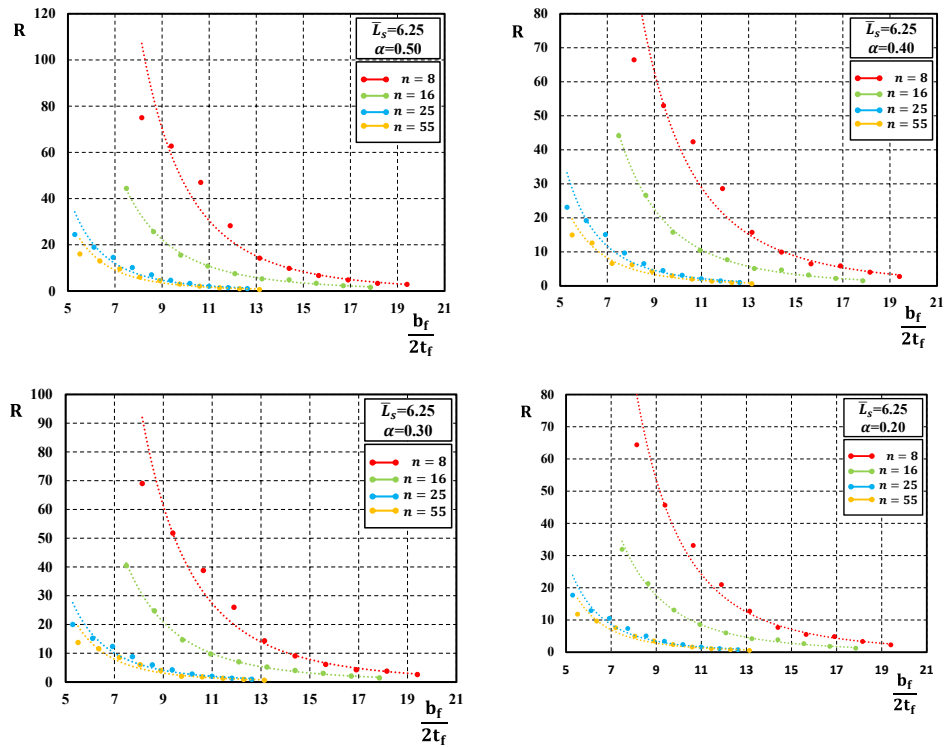 R
120
100
80
60
40
20
0
5 7 9 11 13 15 17 19 21
b_f
2t_f
L̄_s=6.25
α=0.50
n = 8
n = 16
n = 25
n = 55
R
80
70
60
50
40
30
20
10
0
5 7 9 11 13 15 17 19 21
b_f
2t_f
L̄_s=6.25
α=0.40
n = 8
n = 16
n = 25
n = 55
R
100
90
80
70
60
50
40
30
20
10
0
5 7 9 11 13 15 17 19 21
b_f
2t_f
L̄_s=6.25
α=0.30
n = 8
n = 16
n = 25
n = 55
R
80
70
60
50
40
30
20
10
0
5 7 9 11 13 15 17 19 21
b_f
2t_f
L̄_s=6.25
α=0.20
n = 8
n = 16
n = 25
n = 55